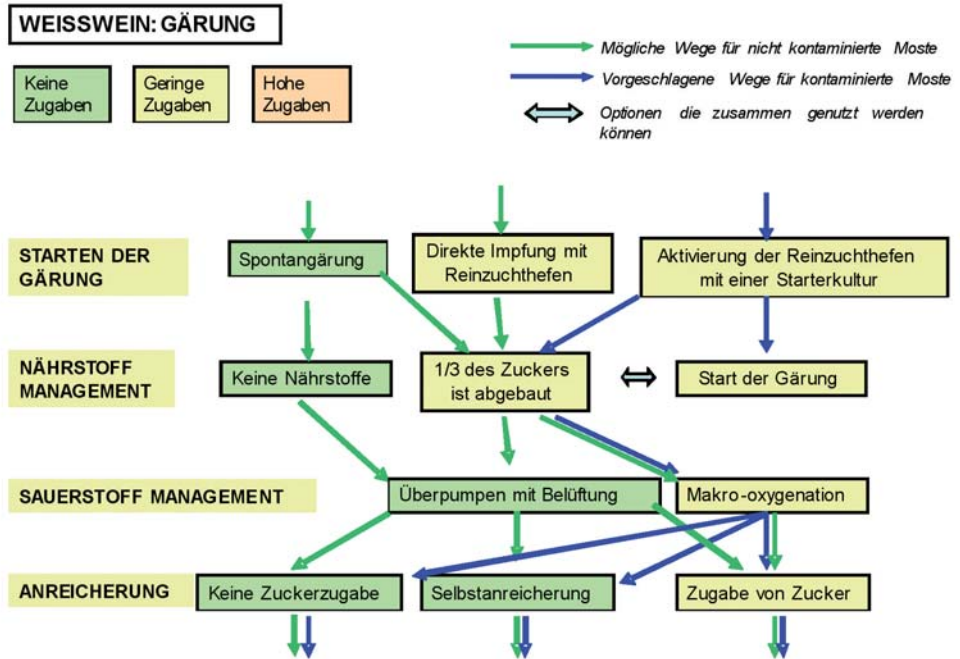 WEISSWEIN: GÄRUNG
Keine
Zugaben
Geringe
Zugaben
Hohe
Zugaben
Mögliche Wege für nicht kontaminierte Moste
Vorgeschlagene Wege für kontaminierte Moste
Optionen die zusammen genutzt werden
können
STARTEN DER
GÄRUNG
Spontangärung
Direkte Impfung mit
Reinzuchthefen
Aktivierung der Reinzuchthefen
mit einer Starterkultur
NÄHRSTOFF
MANAGEMENT
Keine Nährstoffe
1/3 des Zuckers
ist abgebaut
Start der Gärung
SAUERSTOFF MANAGEMENT
Überpumpen mit Belüftung
Makro-oxygenation
ANREICHERUNG
Keine Zuckerzugabe
Selbstanreicherung
Zugabe von Zucker